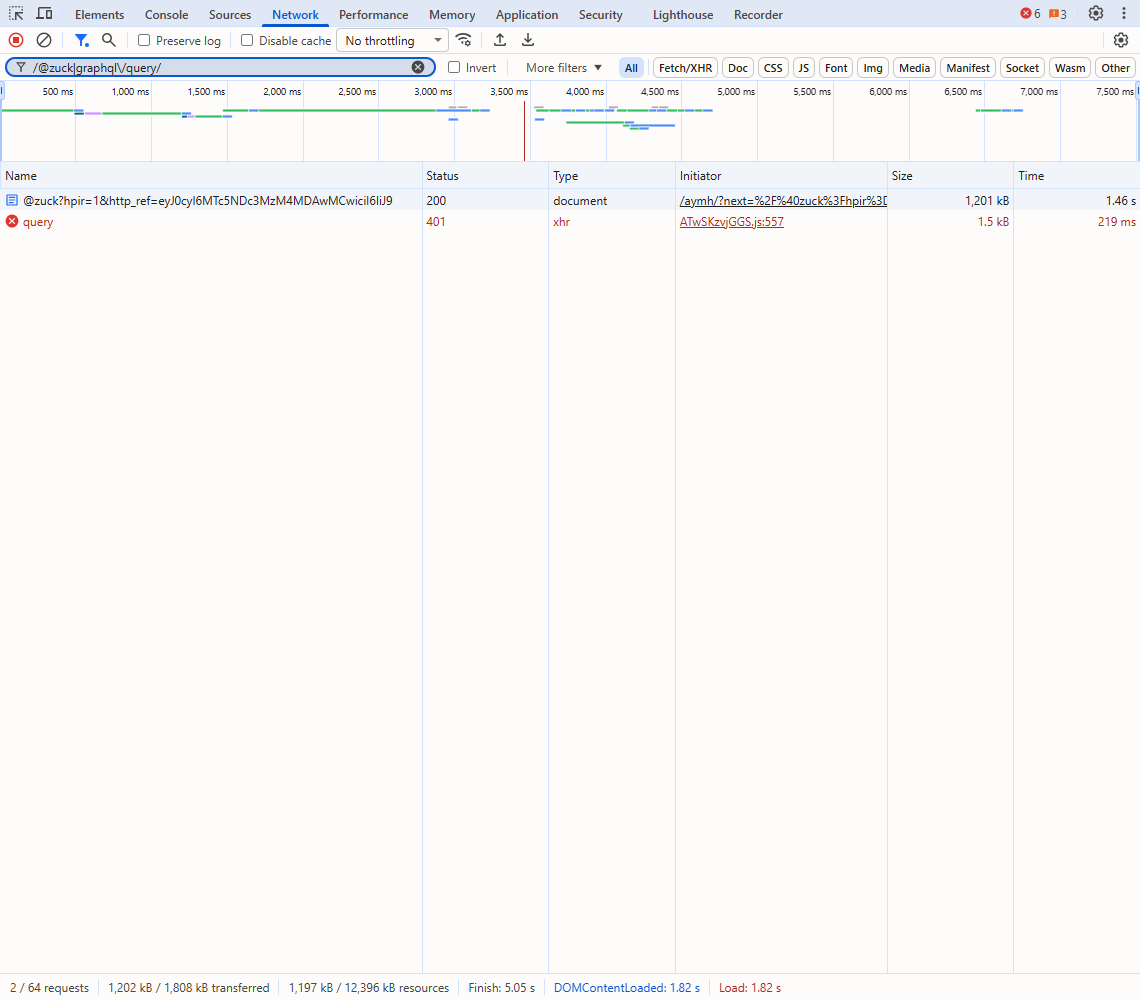 Elements Console Sources Network Performance Memory Application Security Lighthouse Recorder 6 3
Preserve log Disable cache No throttling
/@zuck|graphql\/query/ Invert More filters All Fetch/XHR Doc CSS JS Font Img Media Manifest Socket Wasm Other
500 ms 1,000 ms 1,500 ms 2,000 ms 2,500 ms 3,000 ms 3,500 ms 4,000 ms 4,500 ms 5,000 ms 5,500 ms 6,000 ms 6,500 ms 7,000 ms 7,500 ms
Name Status Type Initiator Size Time
@zuck?hpir=1&http_ref=eyJ0cyI6MTc5NDc3MzM4MDAwMCwiciI6IiJ9 200 document /aymh/?next=%2F%40zuck%3Fhpir%3D 1,201 kB 1.46 s
query 401 xhr ATwSKzvjGGS.js:557 1.5 kB 219 ms
2 / 64 requests 1,202 kB / 1,808 kB transferred 1,197 kB / 12,396 kB resources Finish: 5.05 s DOMContentLoaded: 1.82 s Load: 1.82 s